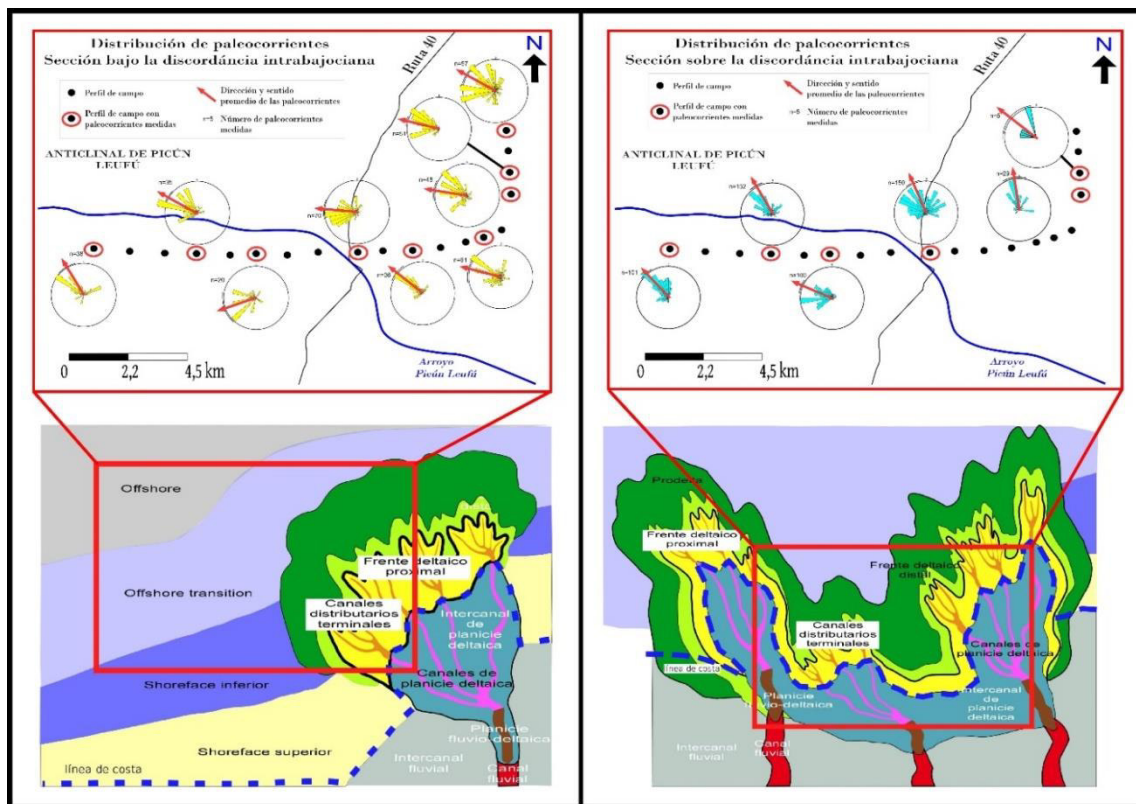 Distribución de paleocorrientes
Sección bajo la discordáncia intrabajociana
Perfil de campo
Dirección y sentido
promedio de las paleocorrientes
Perfil de campo con
paleocorrientes medidas
n=5 Número de paleocorrientes
medidas
ANTICLINAL DE PICÚN
LEUFÚ
Ruta 40
N
n=57
n=48
n=38
n=36
Arroyo
Picún Leufú
0 2,2 4,5 km
Offshore
Offshore transition
Shoreface inferior
Shoreface superior
línea de costa
Frente deltaico
proximal
Canales
distributarios
terminales
Intercanal
de
planicie
deltaica
Canales de
planicie deltaica
Planicie
fluvio-deltaica
Intercanal
fluvial
Canal
fluvial
Distribución de paleocorrientes
Sección sobre la discordáncia intrabajociana
Perfil de campo
Dirección y sentido
promedio de las paleocorrientes
Perfil de campo con
paleocorrientes medidas
n=5 Número de paleocorrientes
medidas
ANTICLINAL DE PICÚN
LEUFÚ
Ruta 40
N
n=159
n=101
Arroyo
Picún Leufú
0 2,2 4,5 km
Prodelta
Frente deltaico
proximal
Frente deltaico
distal
Canales
distributarios
terminales
Canales de
planicie deltaica
línea de costa
Planicie
fluvio-deltaica
Intercanal
de planicie
deltaica
Intercanal
fluvial
Canal
fluvial